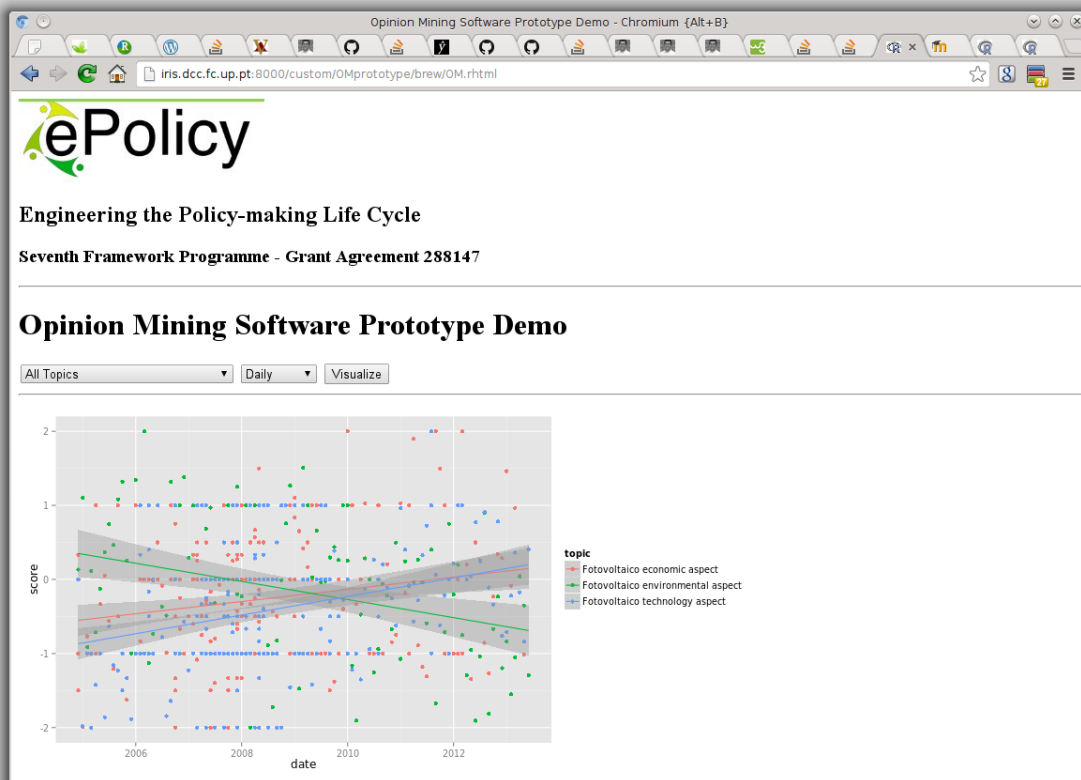 Opinion Mining Software Prototype Demo - Chromium {Alt+B}
iris.dcc.fc.up.pt:8000/custom/OMprototype/brew/OM.rhtml
27
ePolicy
Engineering the Policy-making Life Cycle
Seventh Framework Programme - Grant Agreement 288147
Opinion Mining Software Prototype Demo
All Topics Daily Visualize
2
1
0
-1
-2
score
2006 2008 2010 2012
date
topic
Fotovoltaico economic aspect
Fotovoltaico environmental aspect
Fotovoltaico technology aspect